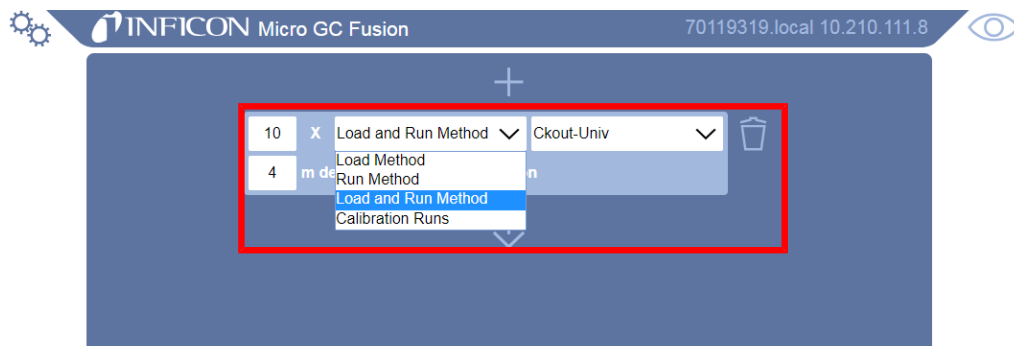 INFICON Micro GC Fusion 70119319.local 10.210.111.8
10 X Load and Run Method Ckout-Univ
Load Method
4 m
Run Method
Load and Run Method
Calibration Runs